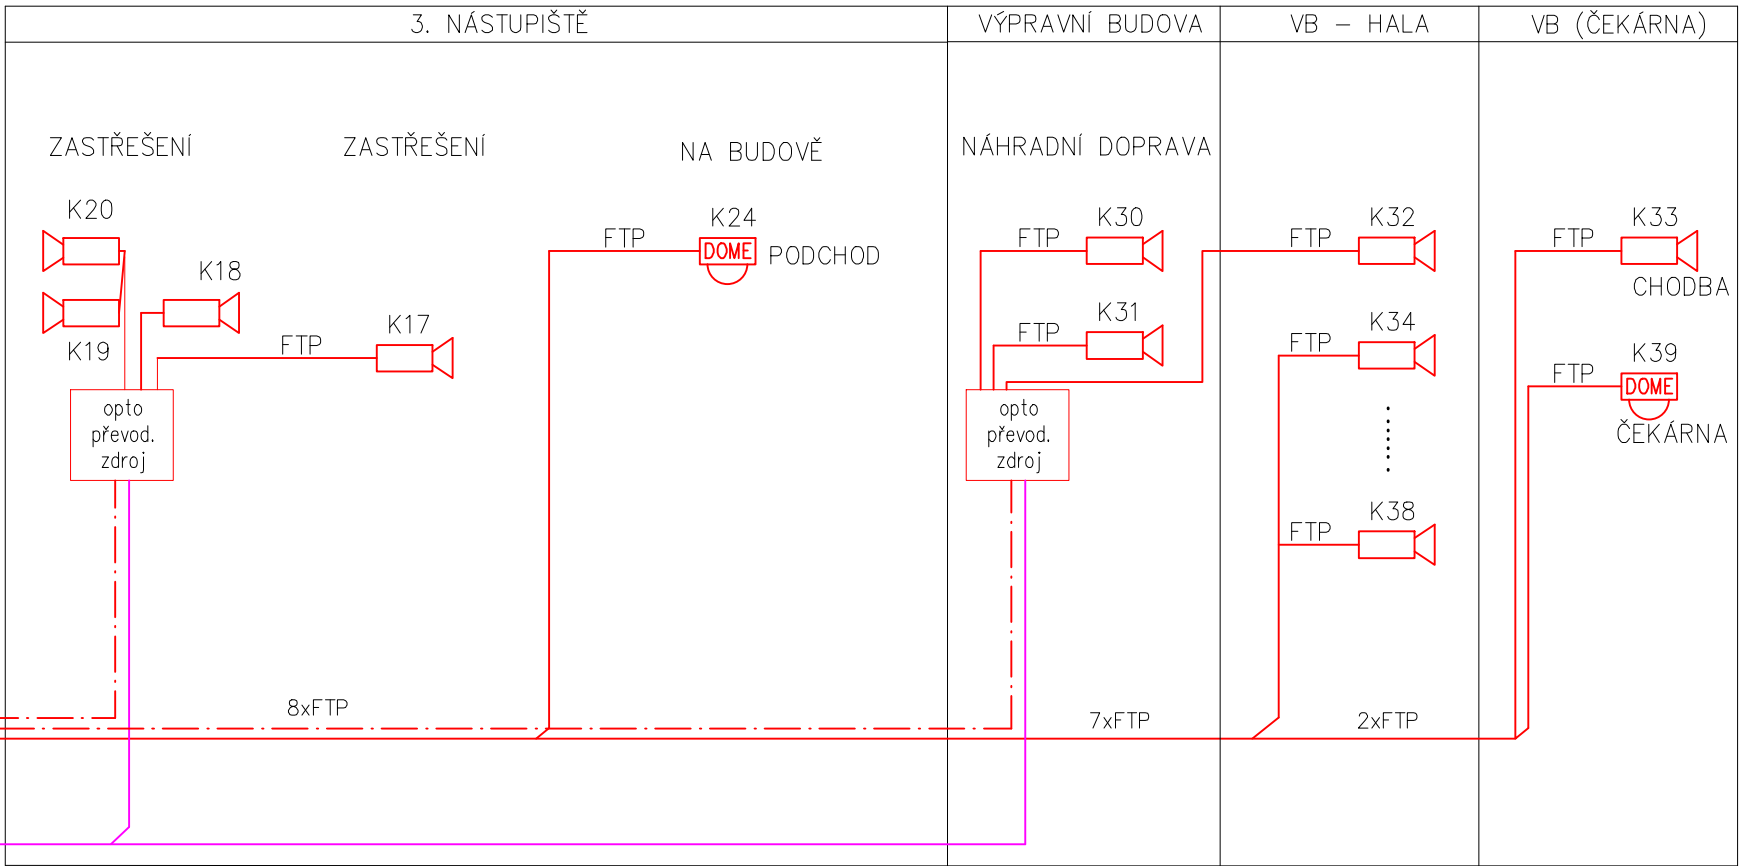 3. NÁSTUPIŠTĚ
VÝPRAVNÍ BUDOVA
VB – HALA
VB (ČEKÁRNA)
ZASTŘEŠENÍ
ZASTŘEŠENÍ
NA BUDOVĚ
NÁHRADNÍ DOPRAVA
K20
K18
K19
FTP
K17
FTP
K24
DOME
PODCHOD
opto
převod.
zdroj
FTP
K30
FTP
K31
opto
převod.
zdroj
FTP
K32
FTP
K34
FTP
K38
FTP
K33
CHODBA
FTP
K39
DOME
ČEKÁRNA
8xFTP
7xFTP
2xFTP